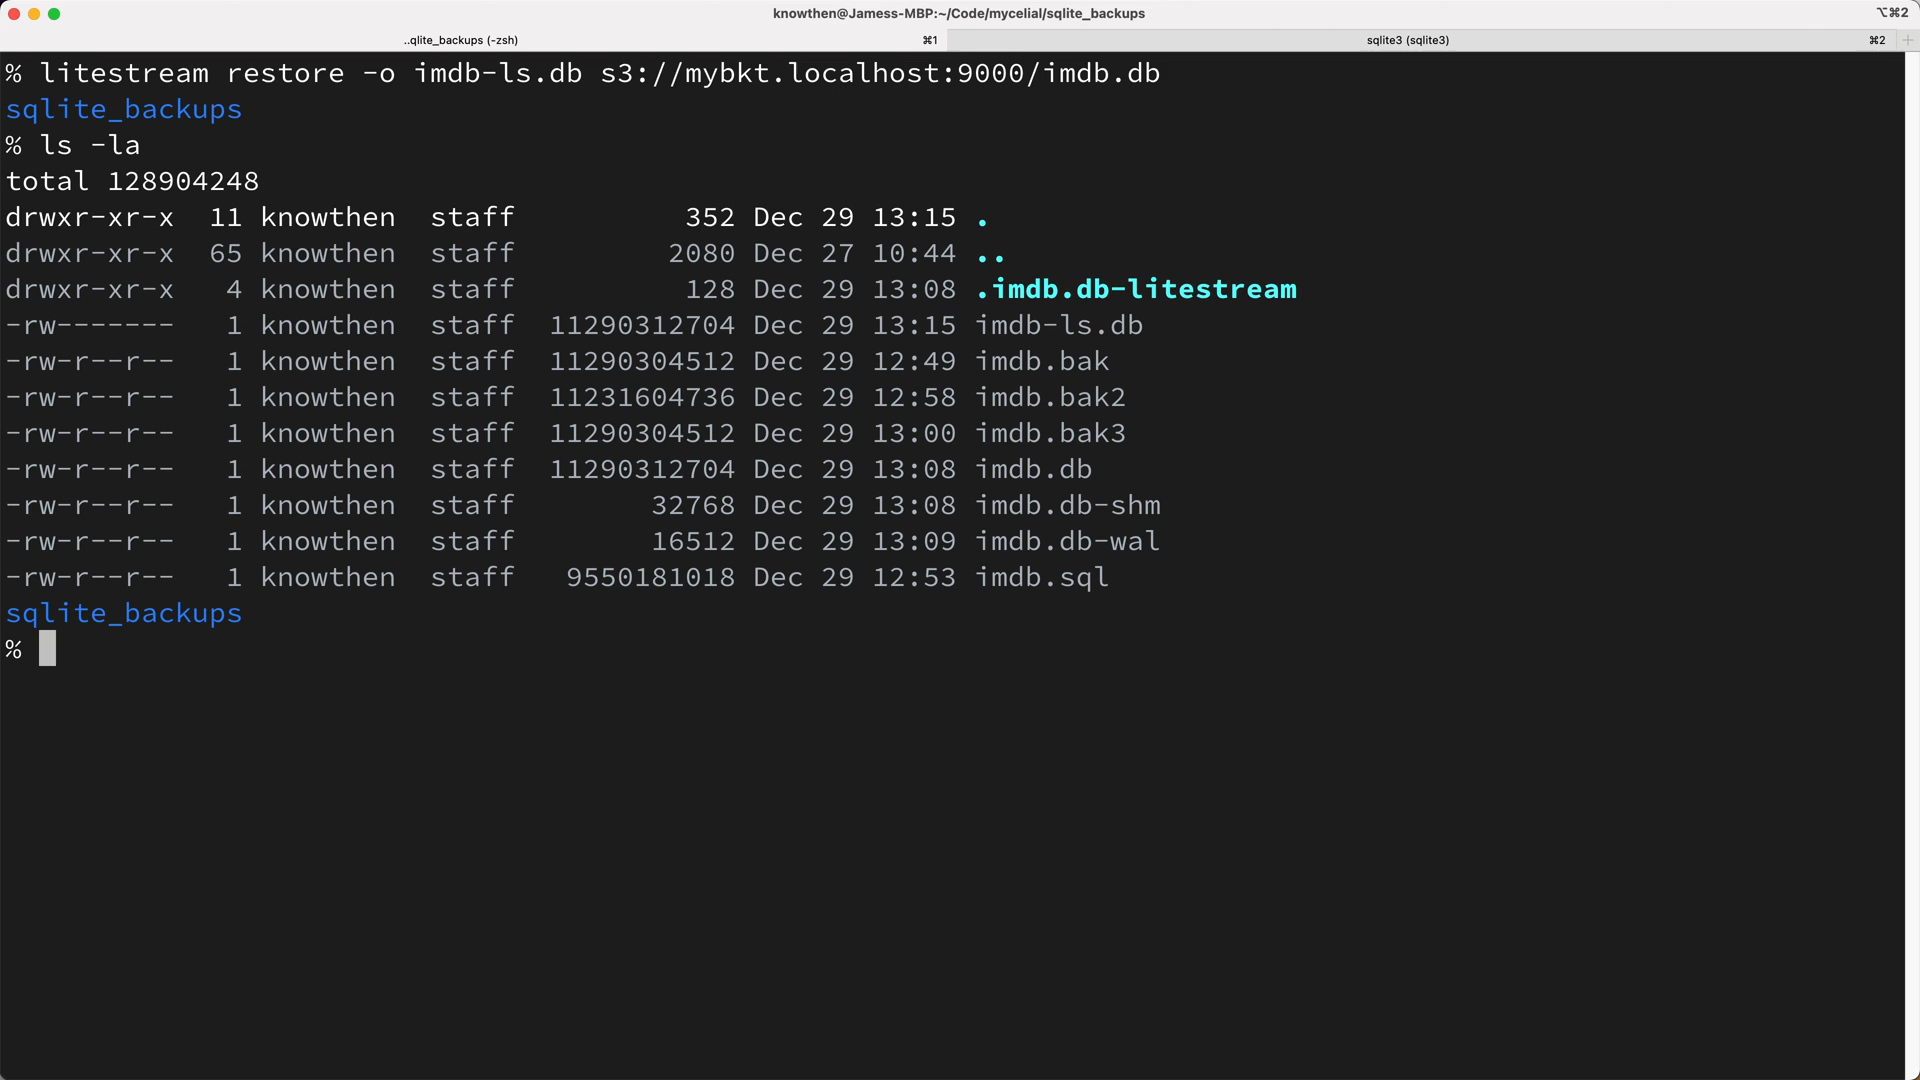 knowthen@Jamess-MBP:~/Code/mycelial/sqlite_backups ⌥⌘2
..qlite_backups (-zsh) ⌘1 sqlite3 (sqlite3) ⌘2
% litestream restore -o imdb-ls.db s3://mybkt.localhost:9000/imdb.db
sqlite_backups
% ls -la
total 128904248
drwxr-xr-x  11 knowthen  staff          352 Dec 29 13:15 .
drwxr-xr-x  65 knowthen  staff         2080 Dec 27 10:44 ..
drwxr-xr-x   4 knowthen  staff          128 Dec 29 13:08 .imdb.db-litestream
-rw-------   1 knowthen  staff  11290312704 Dec 29 13:15 imdb-ls.db
-rw-r--r--   1 knowthen  staff  11290304512 Dec 29 12:49 imdb.bak
-rw-r--r--   1 knowthen  staff  11231604736 Dec 29 12:58 imdb.bak2
-rw-r--r--   1 knowthen  staff  11290304512 Dec 29 13:00 imdb.bak3
-rw-r--r--   1 knowthen  staff  11290312704 Dec 29 13:08 imdb.db
-rw-r--r--   1 knowthen  staff        32768 Dec 29 13:08 imdb.db-shm
-rw-r--r--   1 knowthen  staff        16512 Dec 29 13:09 imdb.db-wal
-rw-r--r--   1 knowthen  staff   9550181018 Dec 29 12:53 imdb.sql
sqlite_backups
%